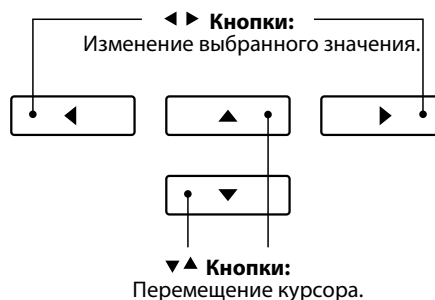 ◀ ▶ Кнопки:
Изменение выбранного значения.
▼▲ Кнопки:
Перемещение курсора.